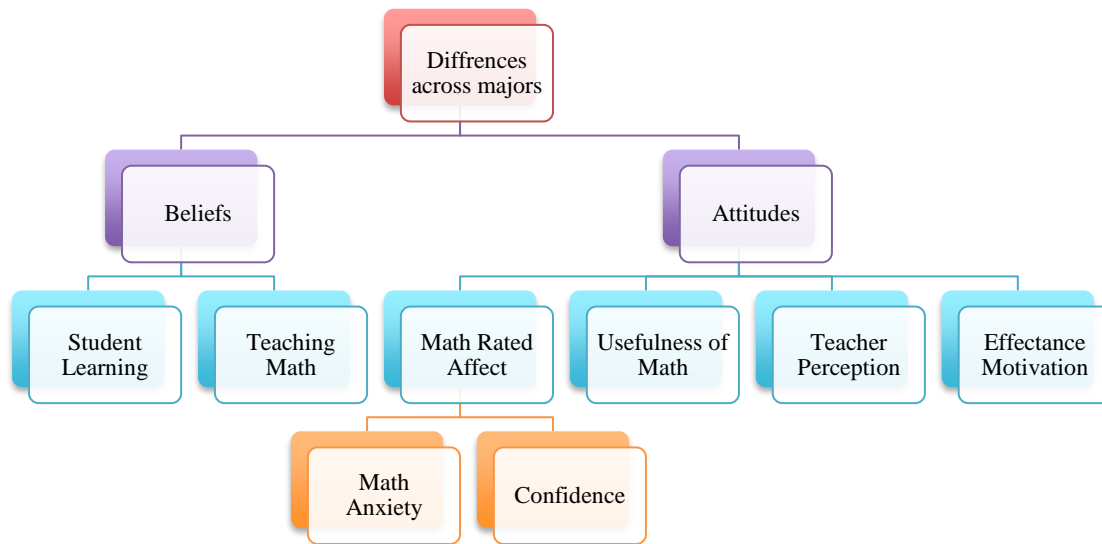 Diffrences
across majors
Beliefs
Attitudes
Student
Learning
Teaching
Math
Math Rated
Affect
Usefulness of
Math
Teacher
Perception
Effectance
Motivation
Math
Anxiety
Confidence